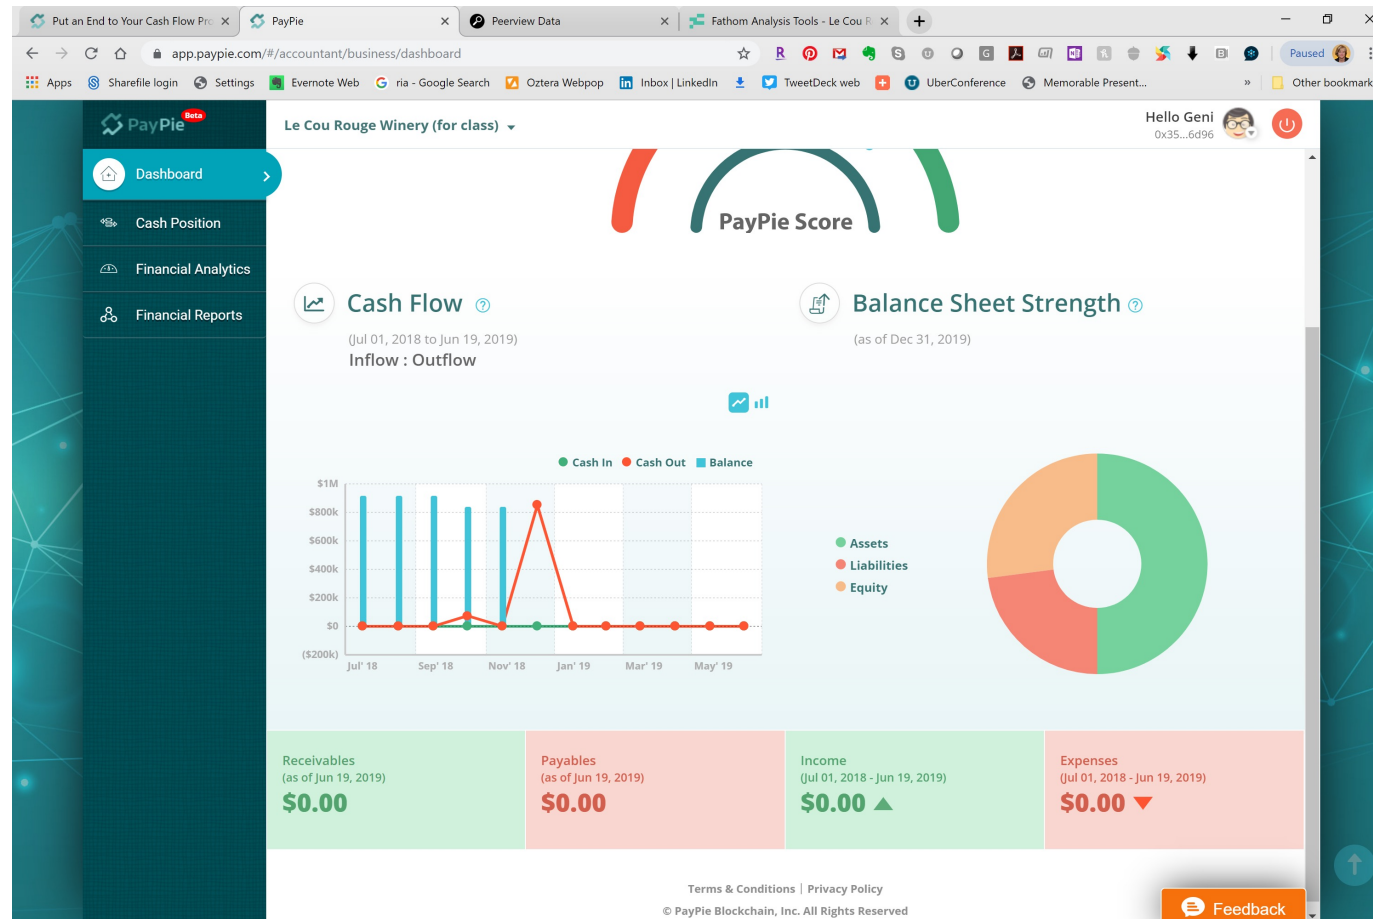 Put an End to Your Cash Flow Pro
PayPie
Peerview Data
Fathom Analysis Tools - Le Cou R
app.paypie.com/#/accountant/business/dashboard
Paused
Apps
Sharefile login
Settings
Evernote Web
ria - Google Search
Oztera Webpop
Inbox | LinkedIn
TweetDeck web
UberConference
Memorable Present...
»
Other bookmark
PayPie
Beta
Le Cou Rouge Winery (for class)
Hello Geni
0x35...6d96
Dashboard
Cash Position
Financial Analytics
Financial Reports
PayPie Score
Cash Flow ?
(Jul 01, 2018 to Jun 19, 2019)
Inflow : Outflow
Balance Sheet Strength ?
(as of Dec 31, 2019)
Cash In
Cash Out
Balance
$1M
$800k
$600k
$400k
$200k
$0
($200k)
Jul' 18
Sep' 18
Nov' 18
Jan' 19
Mar' 19
May' 19
Assets
Liabilities
Equity
Receivables
(as of Jun 19, 2019)
$0.00
Payables
(as of Jun 19, 2019)
$0.00
Income
(Jul 01, 2018 - Jun 19, 2019)
$0.00
Expenses
(Jul 01, 2018 - Jun 19, 2019)
$0.00
Terms & Conditions | Privacy Policy
© PayPie Blockchain, Inc. All Rights Reserved
Feedback